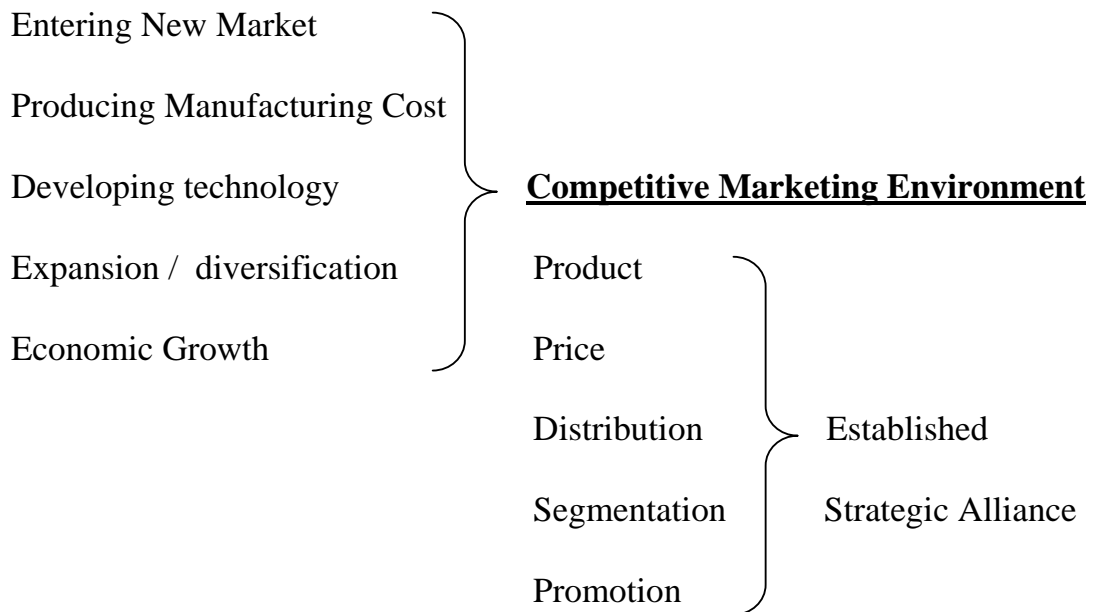 Entering New Market
Producing Manufacturing Cost
Developing technology
Competitive Marketing Environment
Expansion / diversification
Product
Economic Growth
Price
Distribution
Established
Segmentation
Strategic Alliance
Promotion